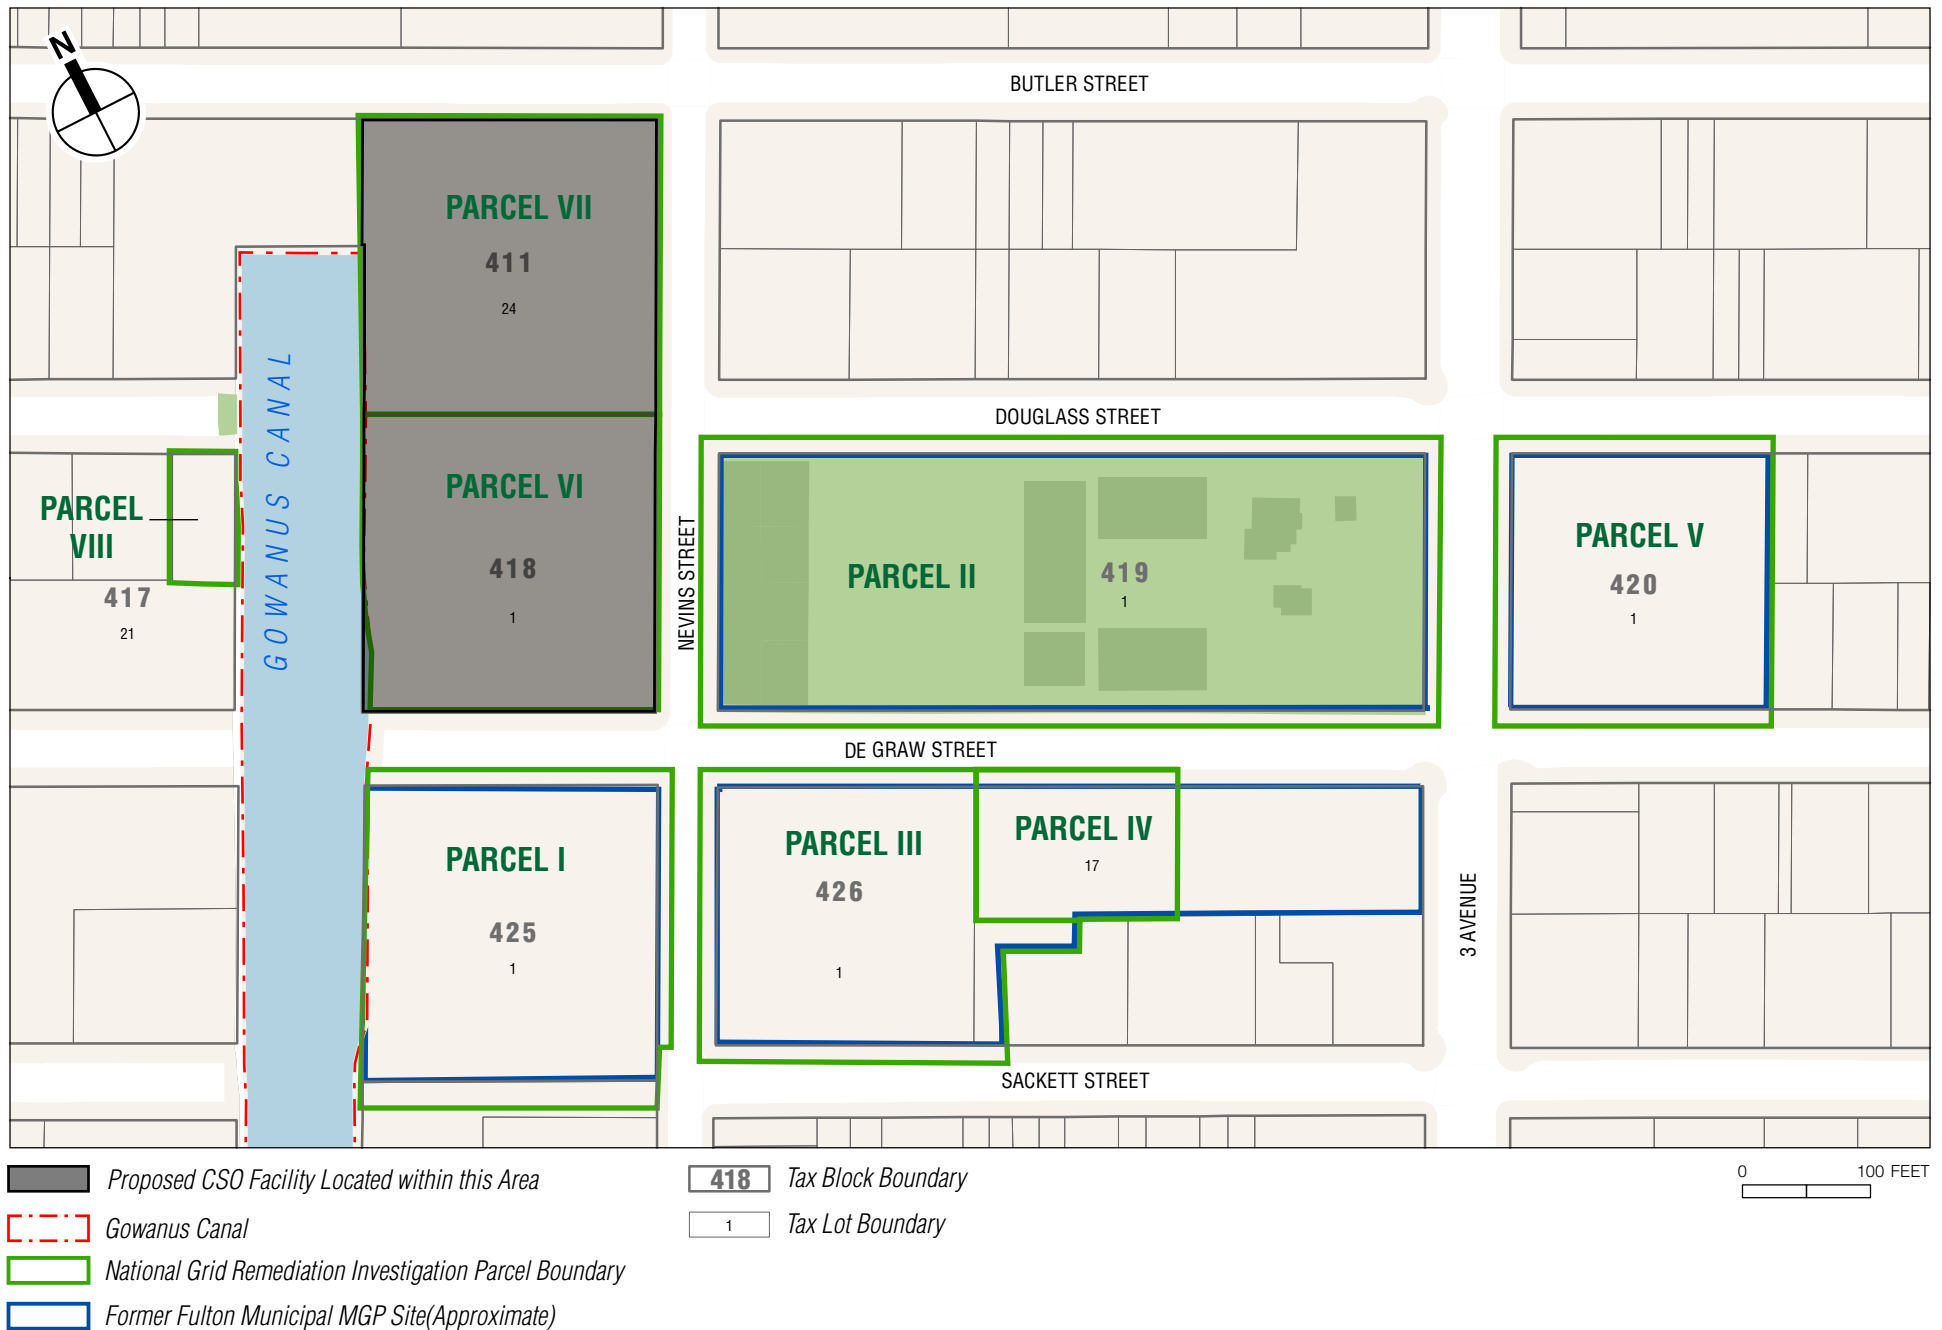 N
BUTLER STREET
PARCEL VII
411
24
GOWANUS CANAL
DOUGLASS STREET
PARCEL VI
418
1
PARCEL
VIII
417
21
NEVINS STREET
PARCEL II
419
1
PARCEL V
420
1
DE GRAW STREET
PARCEL I
425
1
PARCEL III
426
1
PARCEL IV
17
3 AVENUE
SACKETT STREET
Proposed CSO Facility Located within this Area
Gowanus Canal
National Grid Remediation Investigation Parcel Boundary
Former Fulton Municipal MGP Site(Approximate)
418 Tax Block Boundary
1 Tax Lot Boundary
0 100 FEET